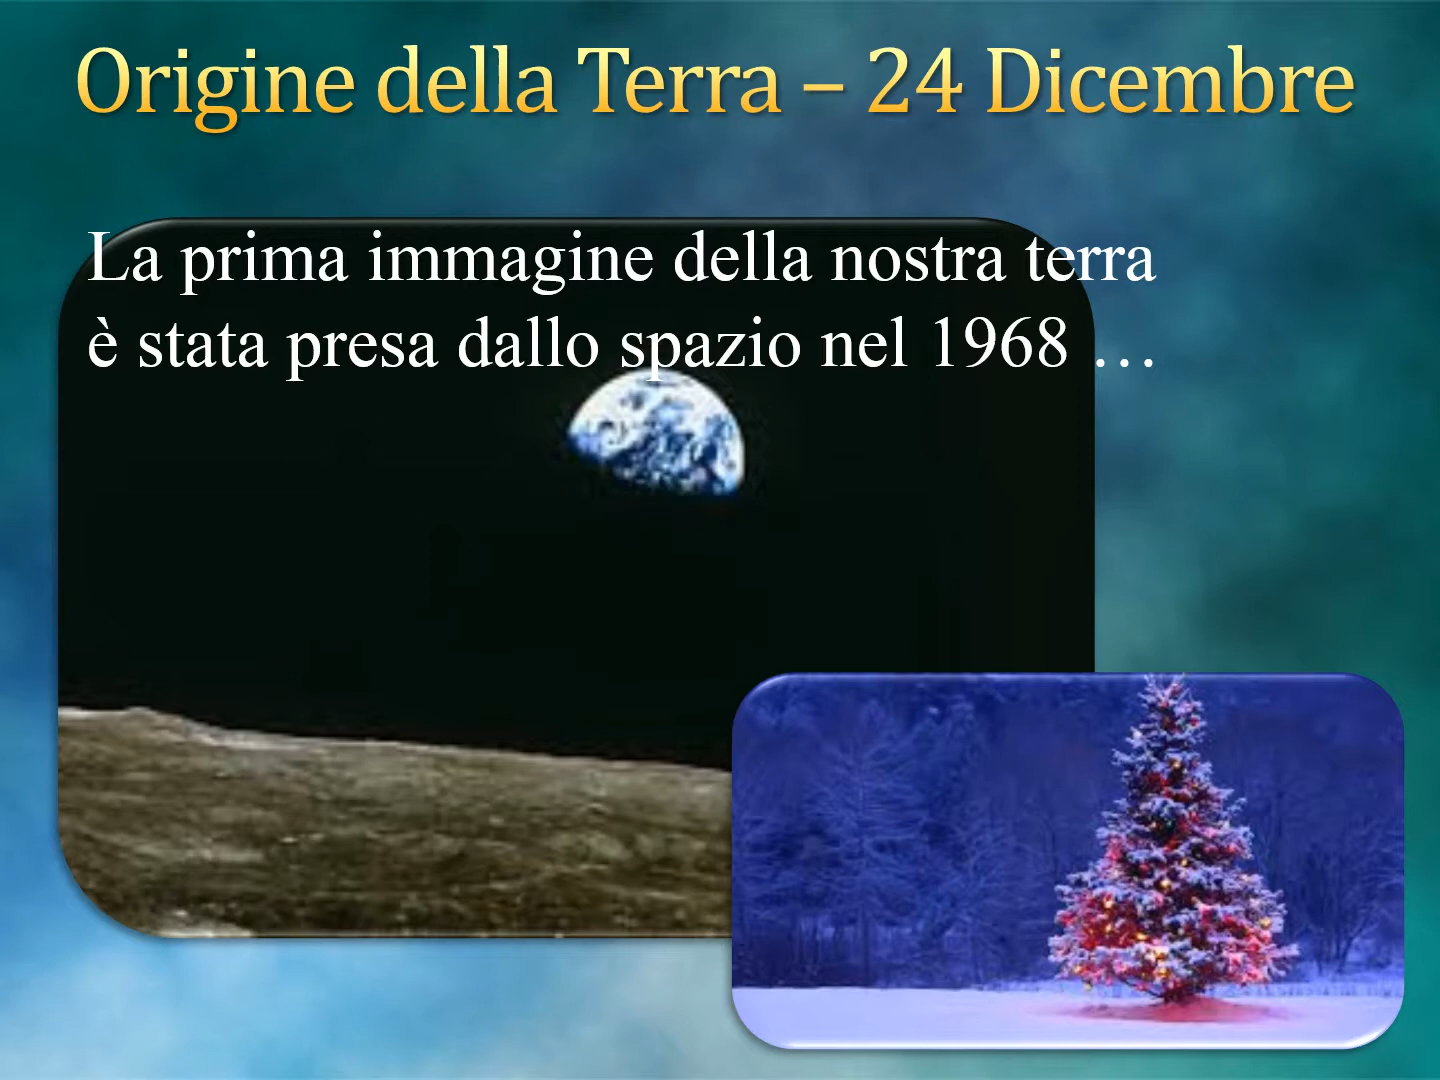 Origine della Terra – 24 Dicembre
La prima immagine della nostra terra
è stata presa dallo spazio nel 1968 …